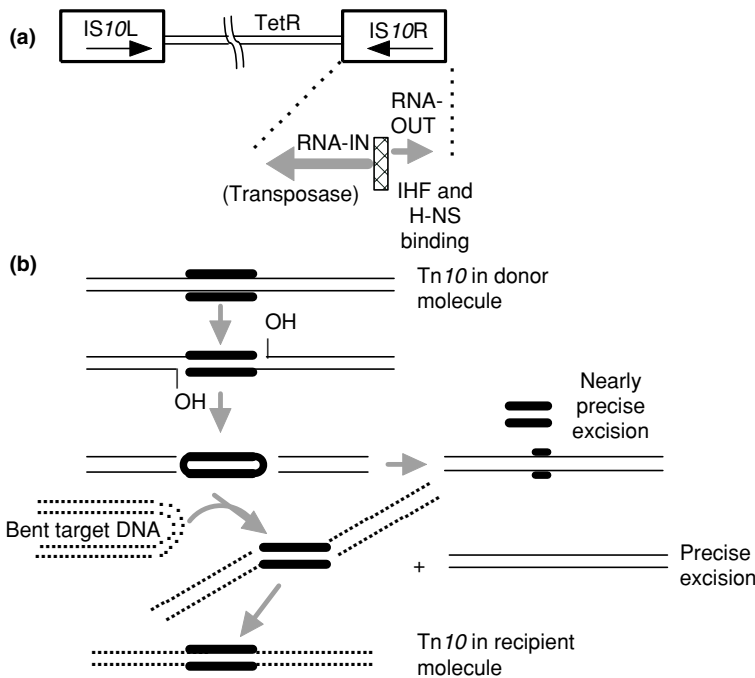 (a)
IS10L
TetR
IS10R
RNA-
OUT
RNA-IN
(Transposase)
IHF and
H-NS
binding
(b)
Tn10 in donor
molecule
OH
OH
Nearly
precise
excision
Bent target DNA
+
Precise
excision
Tn10 in recipient
molecule